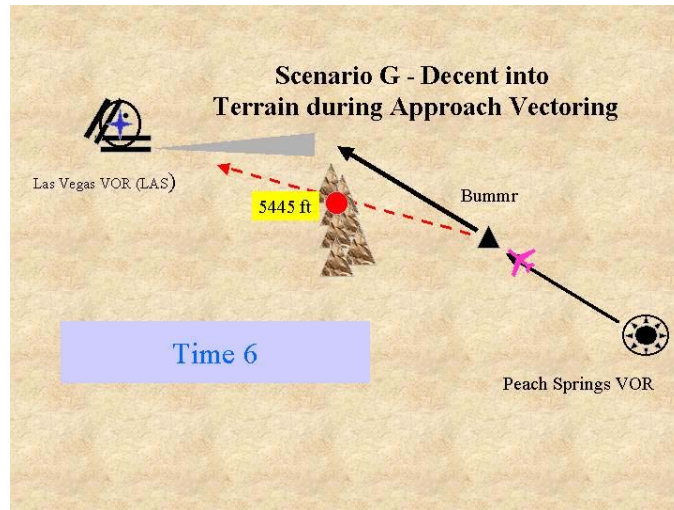 Scenario G - Decent into
Terrain during Approach Vectoring
Las Vegas VOR (LAS)
5445 ft
Bummr
Time 6
Peach Springs VOR